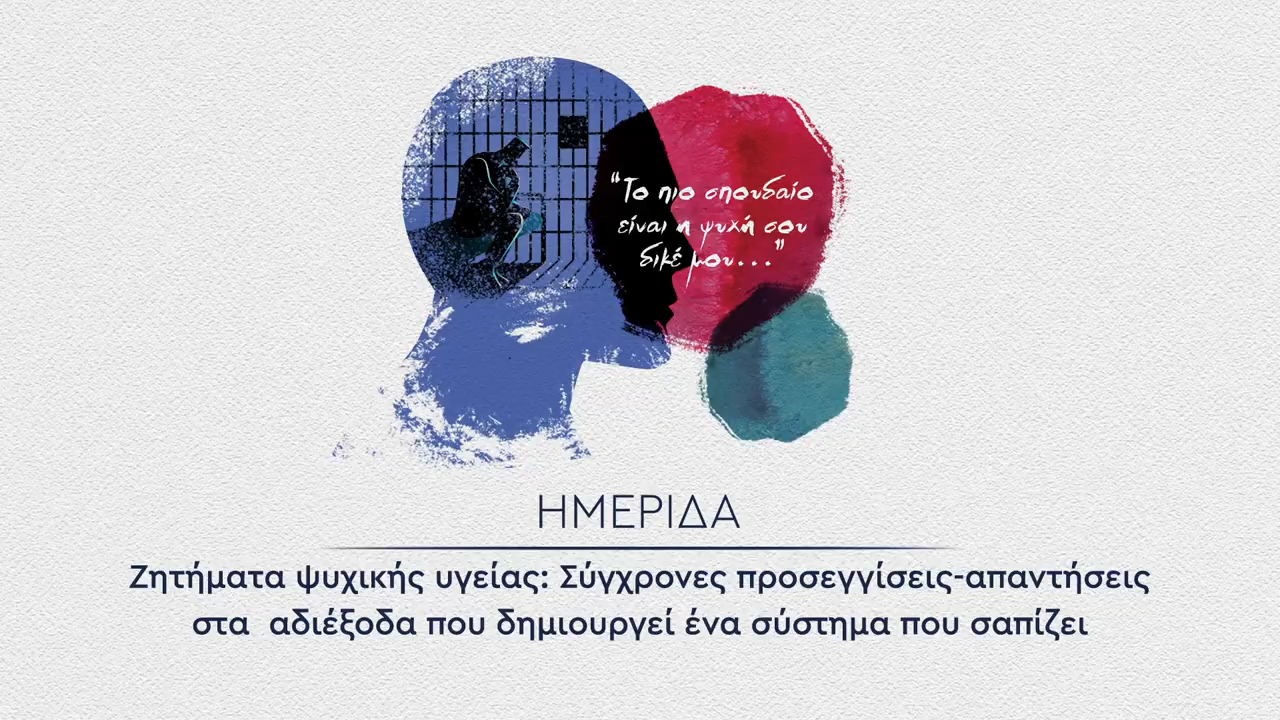 "Το πιο σπουδαίο
είναι η ψυχή σου
δικέ μου..."
ΗΜΕΡΙΔΑ
Ζητήματα ψυχικής υγείας: Σύγχρονες προσεγγίσεις-απαντήσεις
στα  αδιέξοδα που δημιουργεί ένα σύστημα που σαπίζει